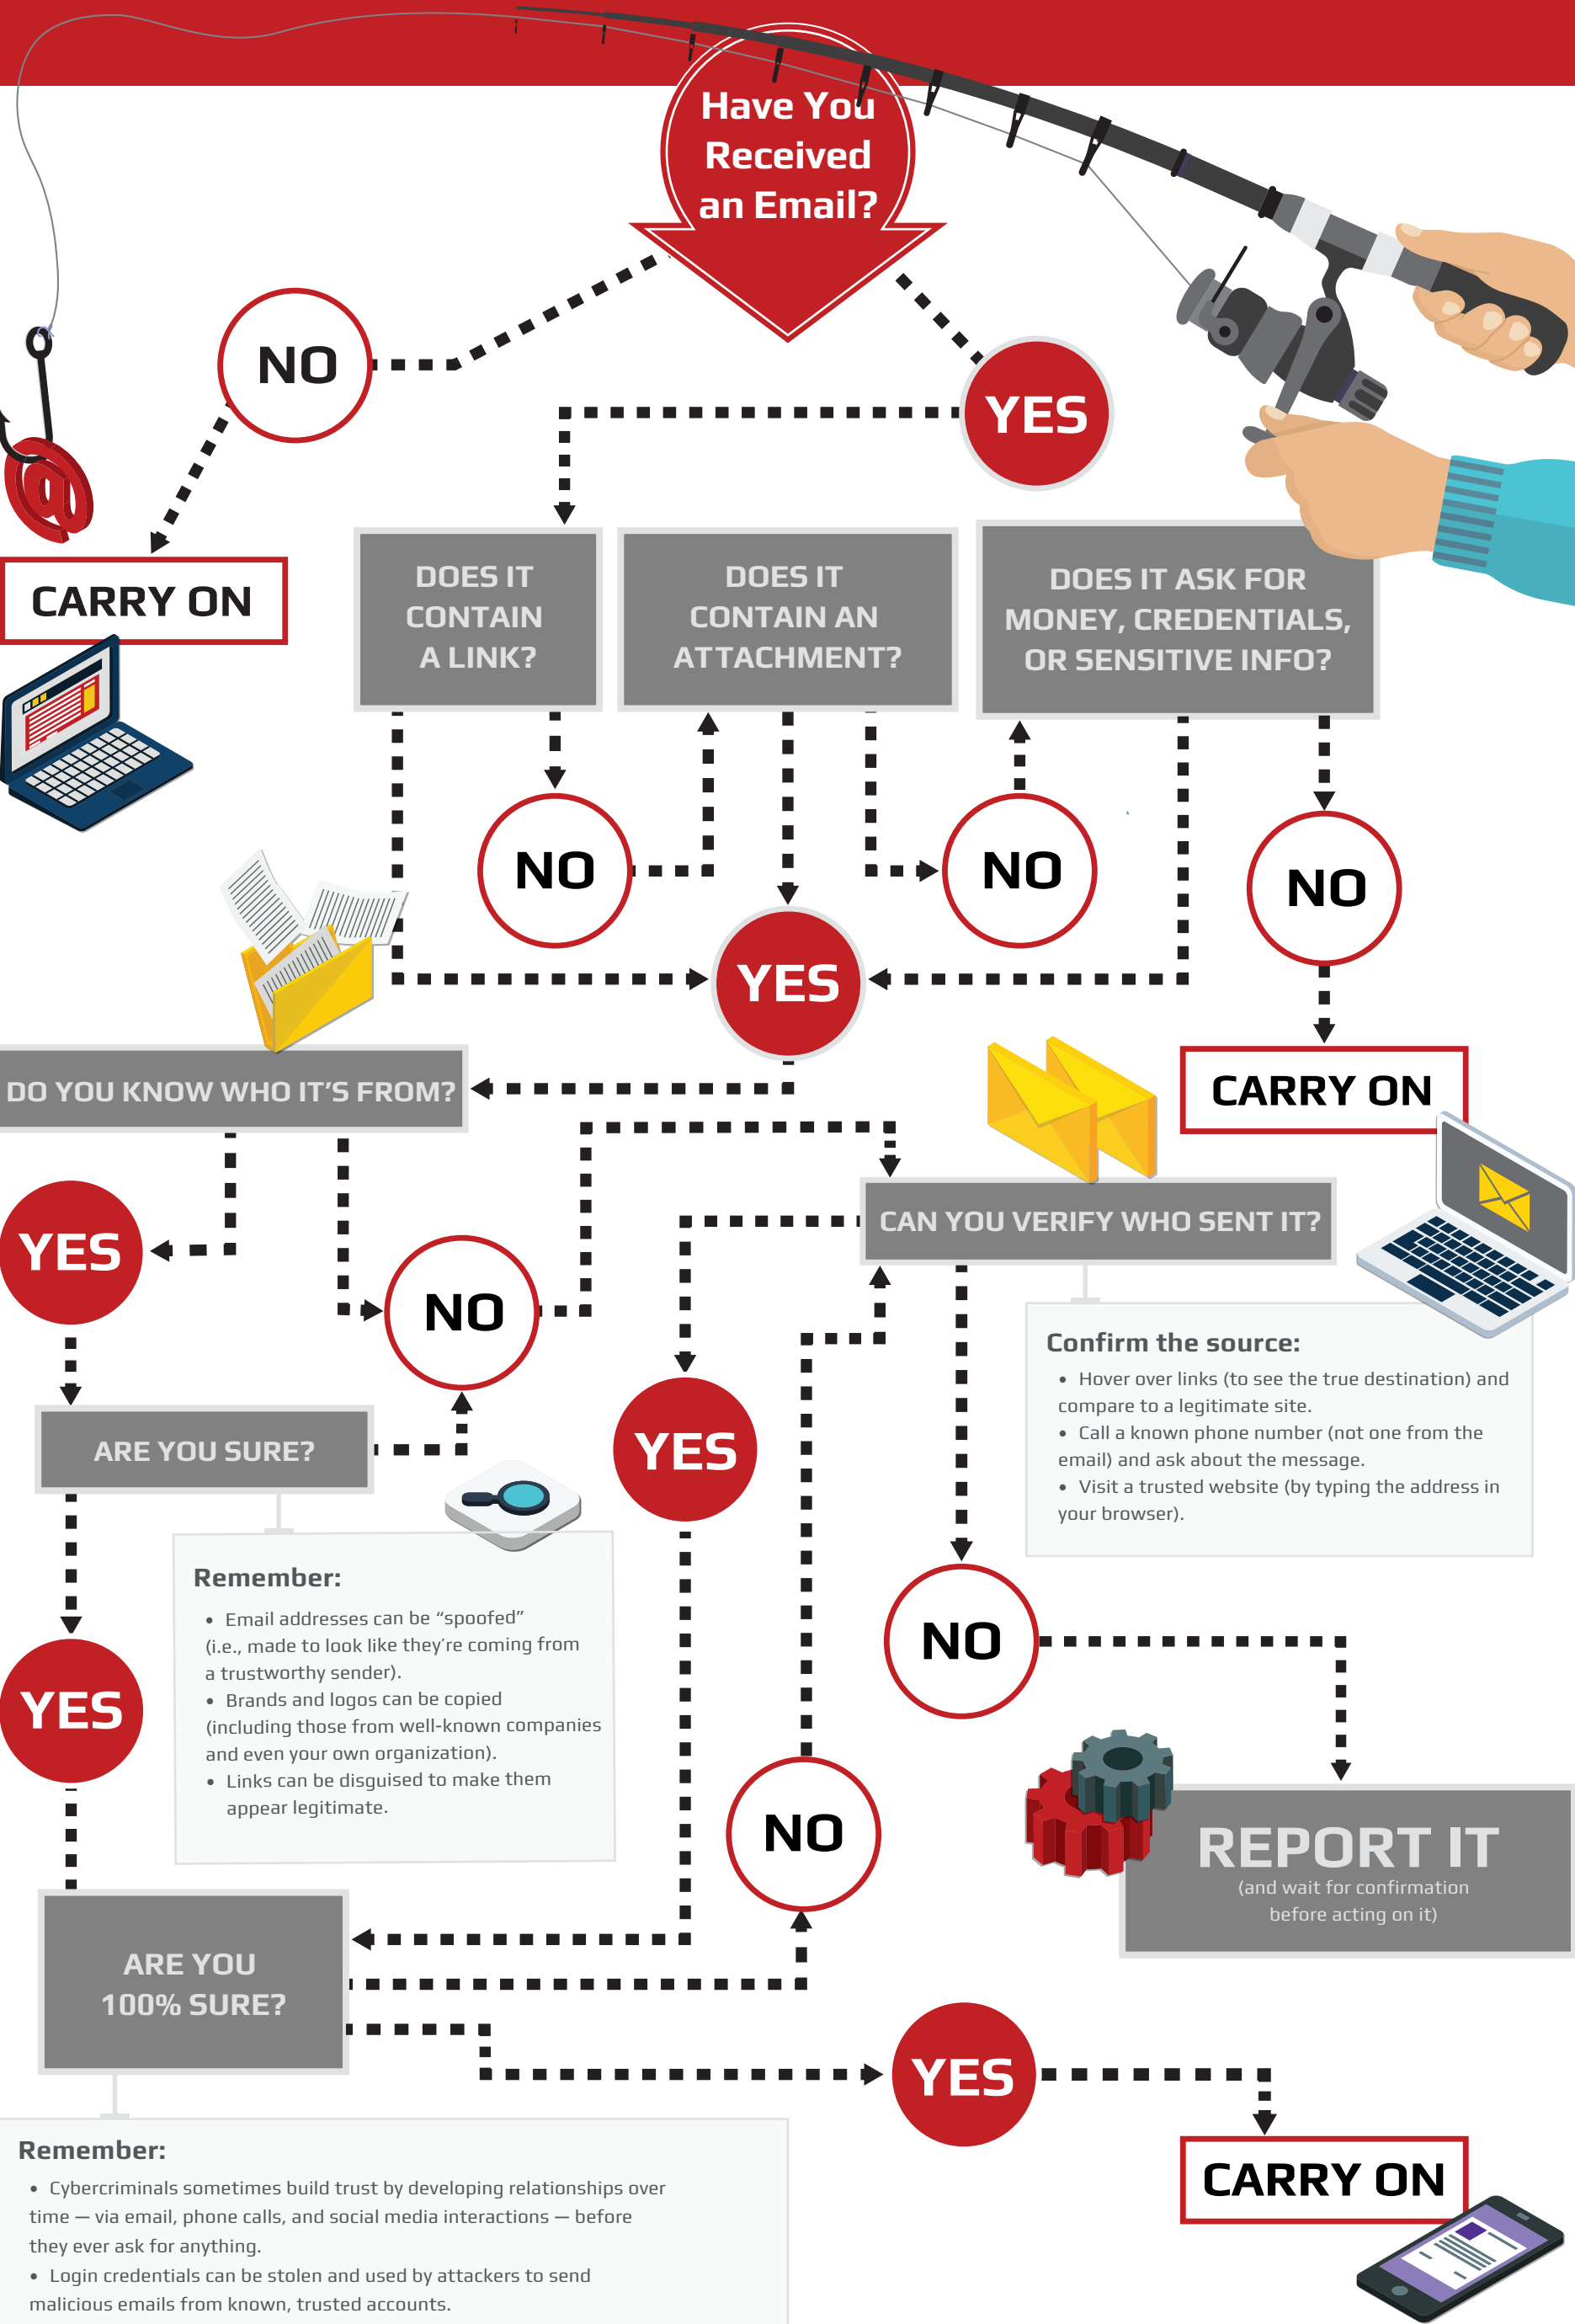 Have You
Received
an Email?
NO
YES
CARRY ON
DOES IT
CONTAIN
A LINK?
DOES IT
CONTAIN AN
ATTACHMENT?
DOES IT ASK FOR
MONEY, CREDENTIALS,
OR SENSITIVE INFO?
NO
NO
NO
YES
DO YOU KNOW WHO IT'S FROM?
CARRY ON
YES
NO
CAN YOU VERIFY WHO SENT IT?
Confirm the source:
• Hover over links (to see the true destination) and
compare to a legitimate site.
• Call a known phone number (not one from the
email) and ask about the message.
• Visit a trusted website (by typing the address in
your browser).
ARE YOU SURE?
YES
Remember:
• Email addresses can be “spoofed”
(i.e., made to look like they’re coming from
a trustworthy sender).
• Brands and logos can be copied
(including those from well-known companies
and even your own organization).
• Links can be disguised to make them
appear legitimate.
YES
NO
NO
REPORT IT
(and wait for confirmation
before acting on it)
ARE YOU
100% SURE?
YES
CARRY ON
Remember:
• Cybercriminals sometimes build trust by developing relationships over
time — via email, phone calls, and social media interactions — before
they ever ask for anything.
• Login credentials can be stolen and used by attackers to send
malicious emails from known, trusted accounts.